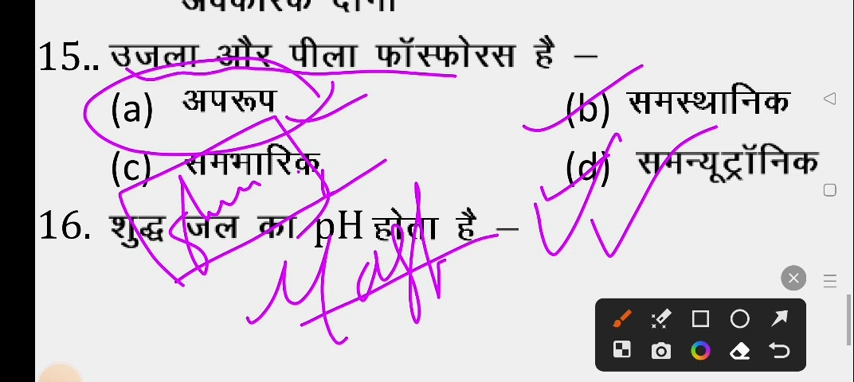 15.. उजला और पीला फॉस्फोरस है –
(a) अपरूप (b) समस्थानिक
(c) समभारिक (d) समन्यूट्रॉनिक
16. शुद्ध जल का pH होता है –